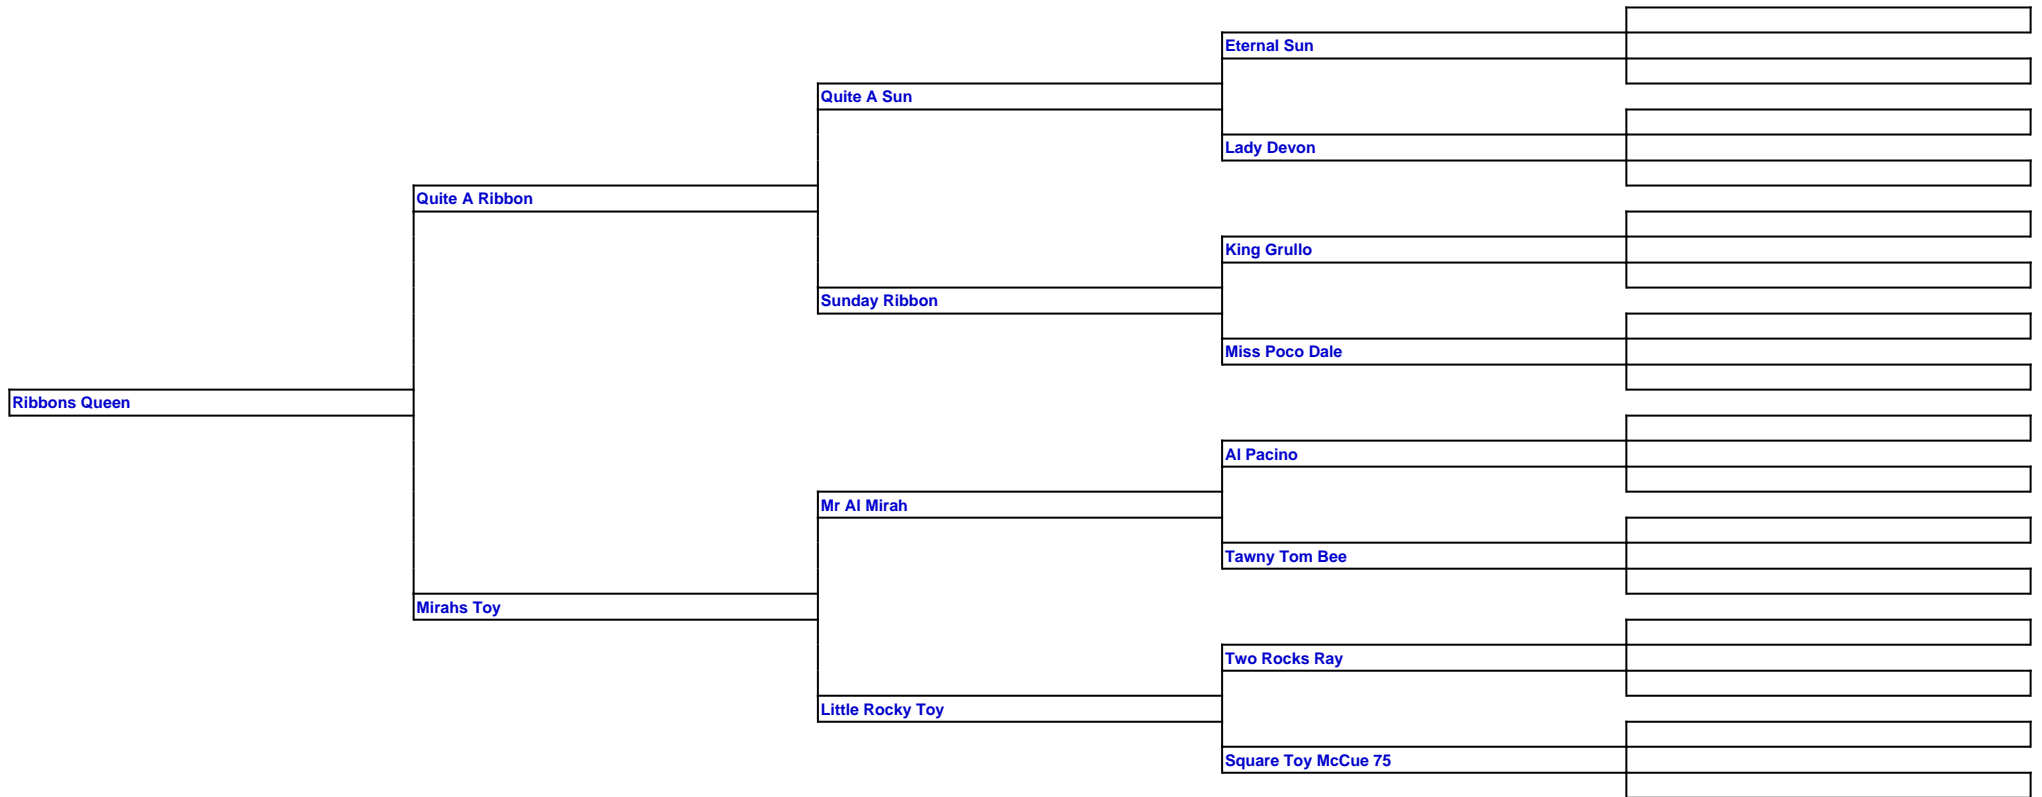 Eternal Sun
Quite A Sun
Lady Devon
Quite A Ribbon
King Grullo
Sunday Ribbon
Miss Poco Dale
Ribbons Queen
Al Pacino
Mr Al Mirah
Tawny Tom Bee
Mirahs Toy
Two Rocks Ray
Little Rocky Toy
Square Toy McCue 75